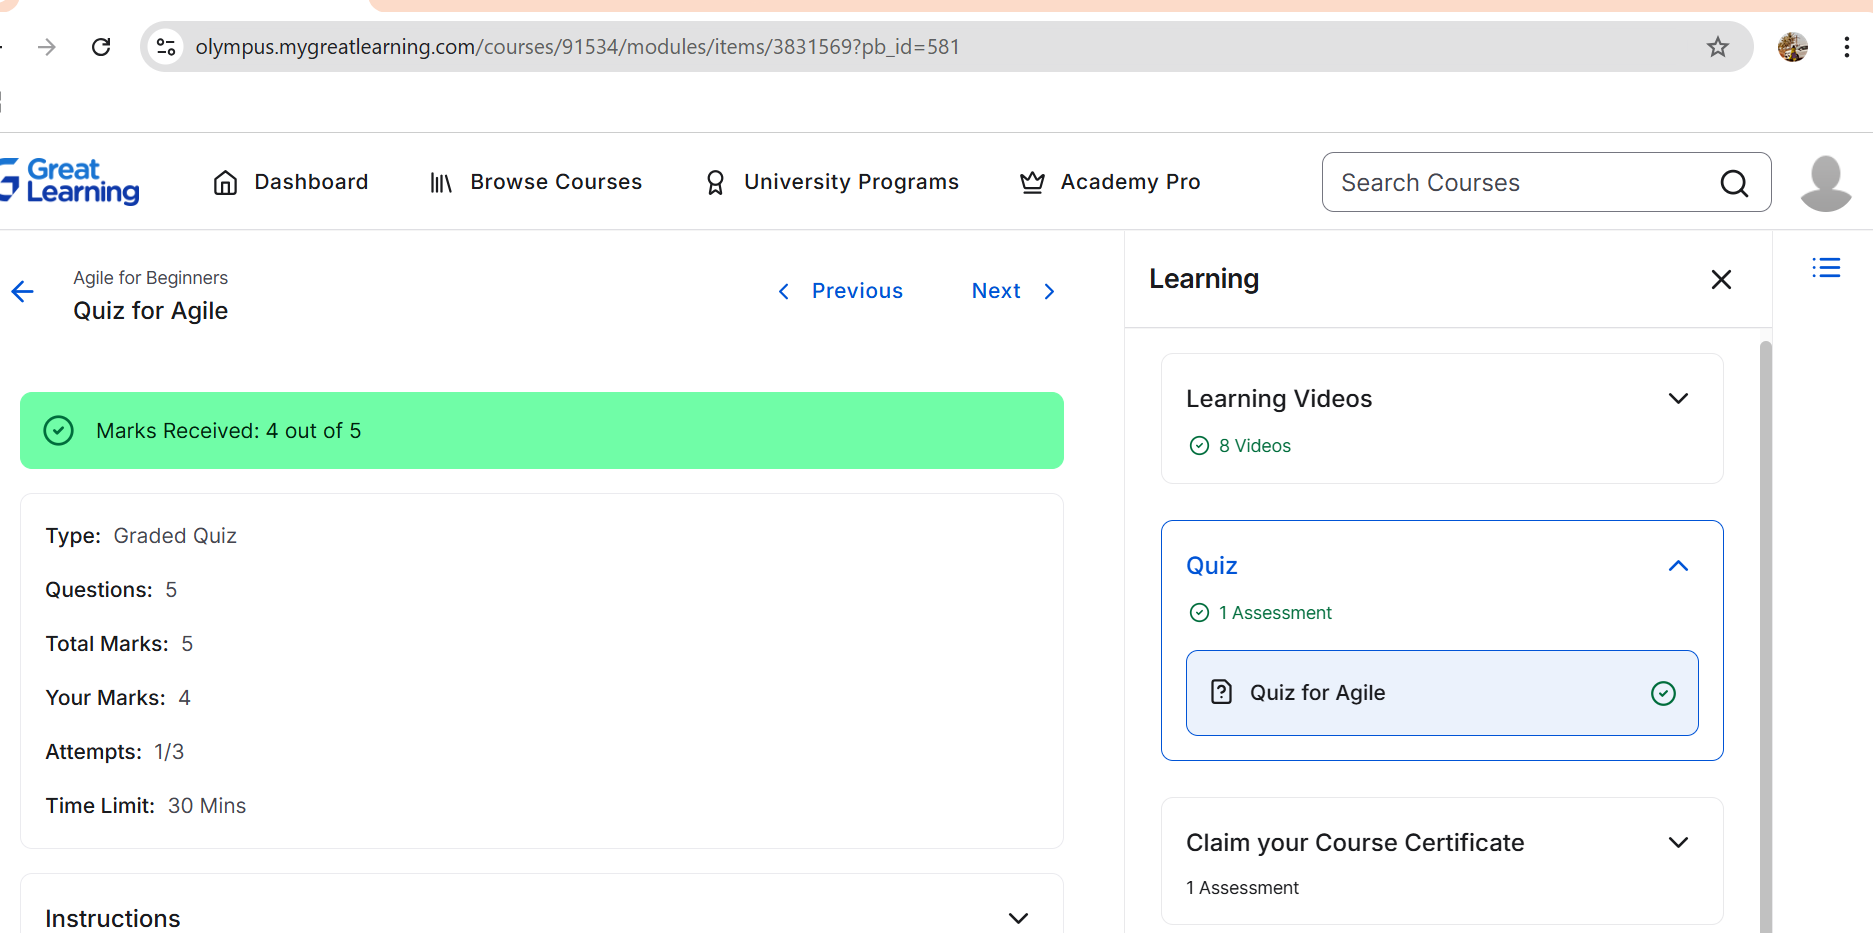 olympus.mygreatlearning.com/courses/91534/modules/items/3831569?pb_id=581
Great
Learning
Dashboard
Browse Courses
University Programs
Academy Pro
Search Courses
Agile for Beginners
Quiz for Agile
Previous
Next
Marks Received: 4 out of 5
Type: Graded Quiz
Questions: 5
Total Marks: 5
Your Marks: 4
Attempts: 1/3
Time Limit: 30 Mins
Instructions
Learning
Learning Videos
8 Videos
Quiz
1 Assessment
Quiz for Agile
Claim your Course Certificate
1 Assessment